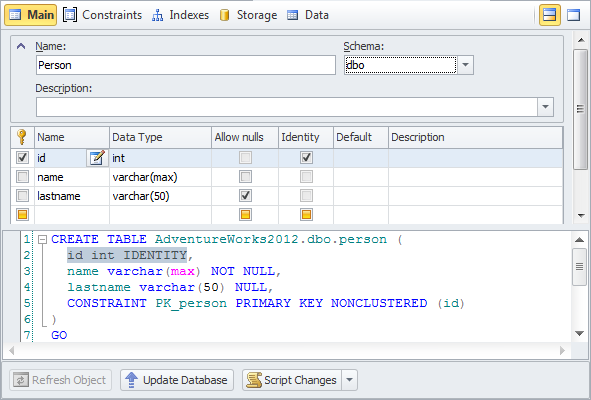 Main Constraints Indexes Storage Data
Name: Schema:
Person dbo
Description:
Name Data Type Allow nulls Identity Default Description
id int
name varchar(max)
lastname varchar(50)
1 CREATE TABLE AdventureWorks2012.dbo.person (
2 id int IDENTITY,
3 name varchar(max) NOT NULL,
4 lastname varchar(50) NULL,
5 CONSTRAINT PK_person PRIMARY KEY NONCLUSTERED (id)
6 )
7 GO
Refresh Object Update Database Script Changes